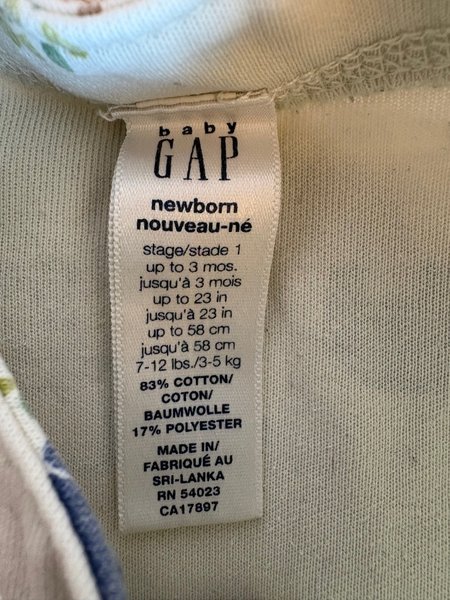 baby
GAP
newborn
nouveau-né
stage/stade 1
up to 3 mos.
jusqu'à 3 mois
up to 23 in
jusqu'à 23 in
up to 58 cm
jusqu'à 58 cm
7-12 lbs./3-5 kg
83% COTTON/
COTON/
BAUMWOLLE
17% POLYESTER
MADE IN/
FABRIQUÉ AU
SRI-LANKA
RN 54023
CA17897